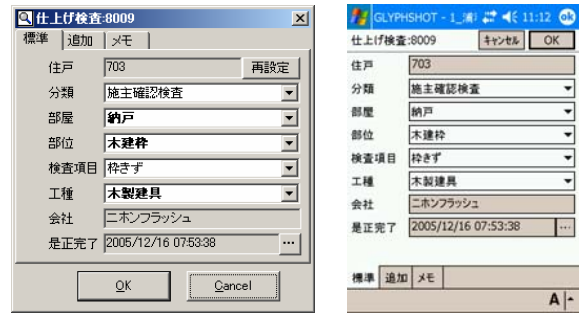 仕上げ検査:8009
標準 追加 メモ
住戸 703 再設定
分類 施主確認検査
部屋 納戸
部位 木建枠
検査項目 枠きず
工種 木製建具
会社 ニホンフラッシュ
是正完了 2005/12/16 07:53:38 ...
OK Cancel
GLYPHSHOT - 1_浦 11:12 ok
仕上げ検査:8009 キャンセル OK
住戸 703
分類 施主確認検査
部屋 納戸
部位 木建枠
検査項目 枠きず
工種 木製建具
会社 ニホンフラッシュ
是正完了 2005/12/16 07:53:38 ...
標準 追加 メモ
A